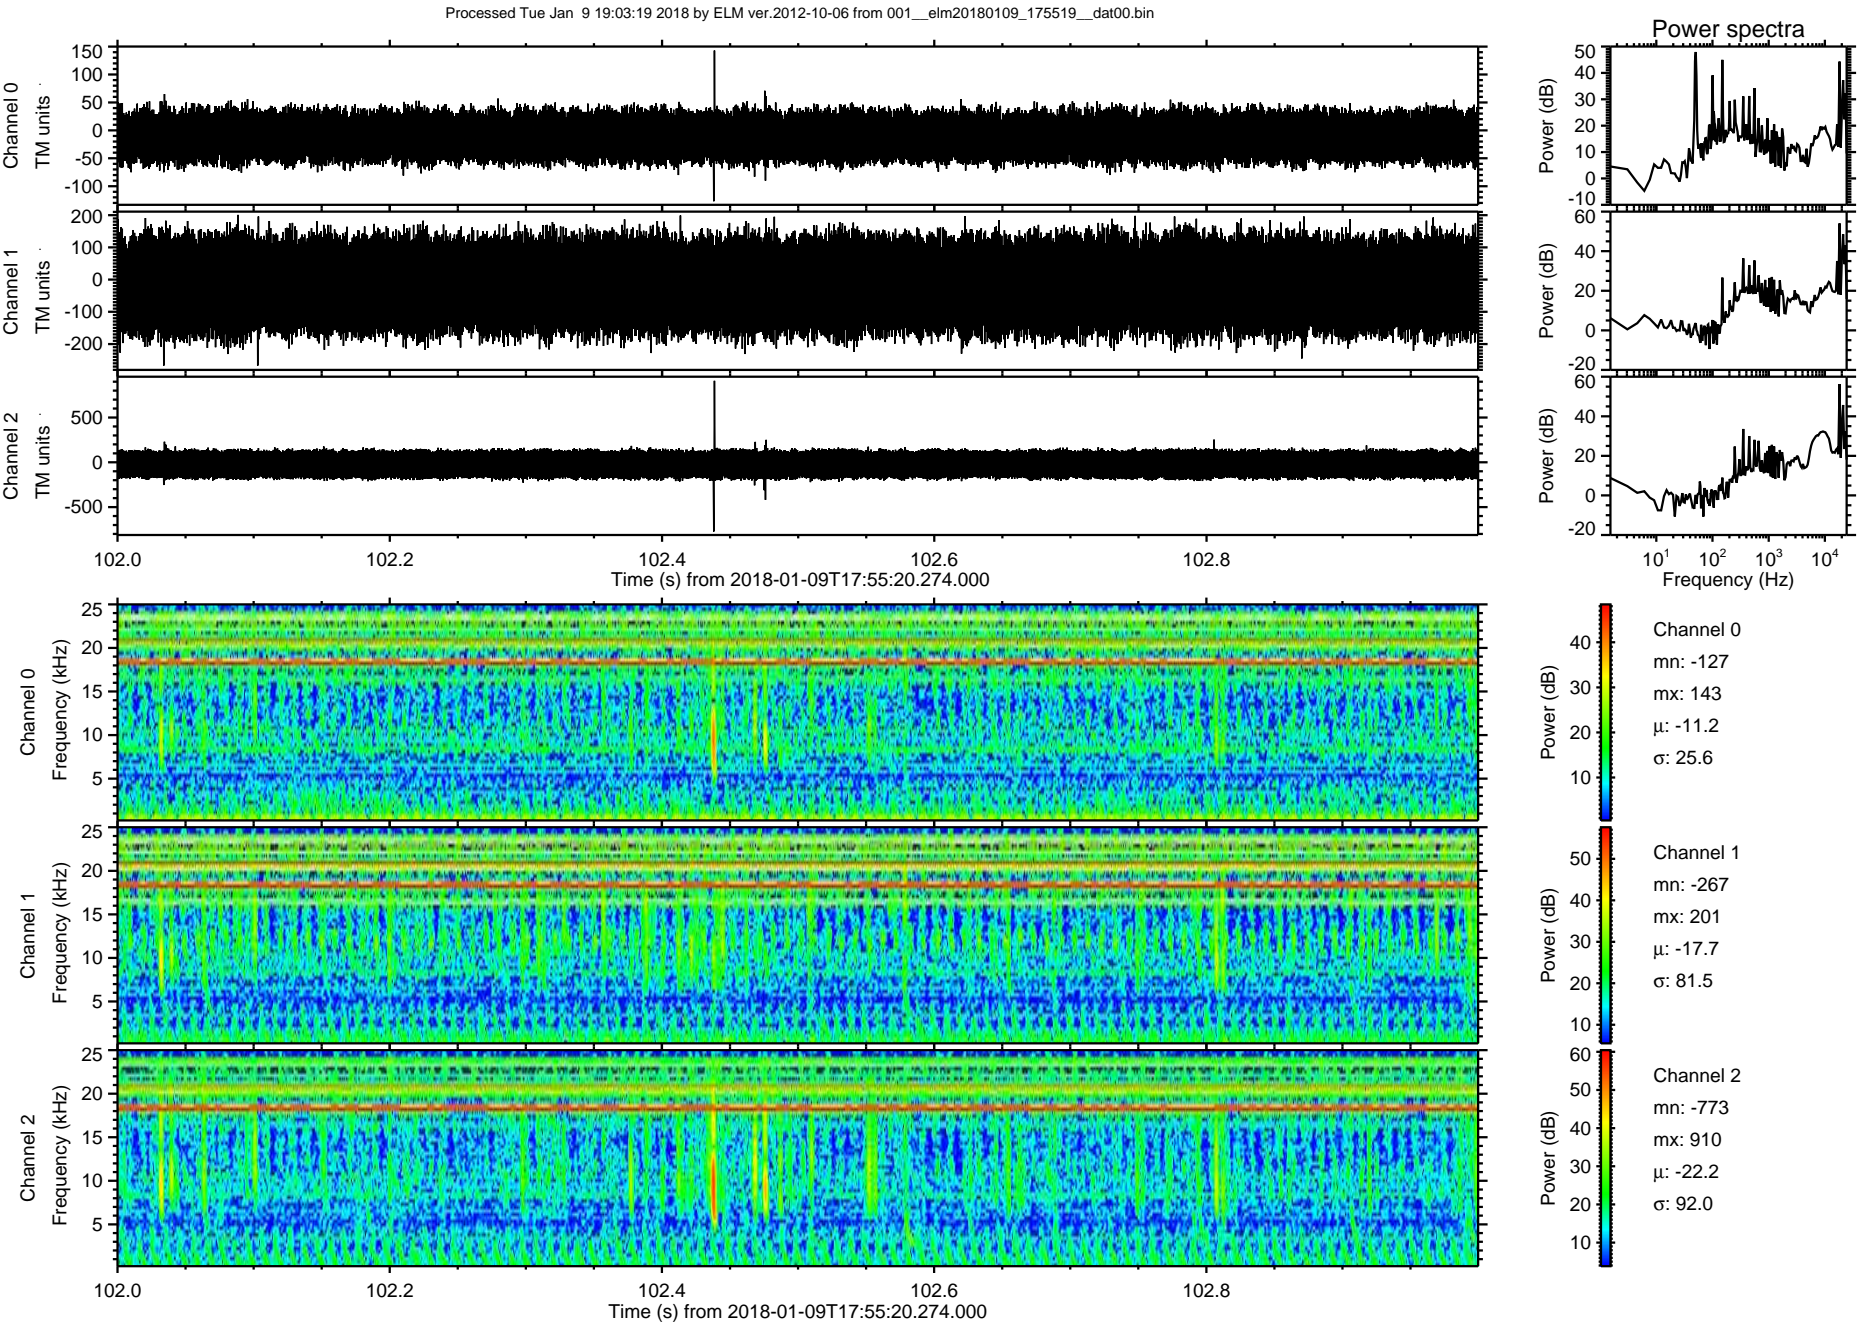 Processed Tue Jan  9 19:03:19 2018 by ELM ver.2012-10-06 from 001__elm20180109_175519__dat00.bin
Power spectra
Channel 0
TM units
150
100
50
0
-50
-100
Power (dB)
50
40
30
20
10
0
-10
Channel 1
TM units
200
100
0
-100
-200
Power (dB)
60
40
20
0
-20
Channel 2
TM units
500
0
-500
Power (dB)
60
40
20
0
-20
102.0 102.2 102.4 102.6 102.8
Time (s) from 2018-01-09T17:55:20.274.000
10¹ 10² 10³ 10⁴
Frequency (Hz)
Channel 0
Frequency (kHz)
25
20
15
10
5
Power (dB)
40
30
20
10
Channel 0
mn: -127
mx: 143
μ: -11.2
σ: 25.6
Channel 1
Frequency (kHz)
25
20
15
10
5
Power (dB)
50
40
30
20
10
Channel 1
mn: -267
mx: 201
μ: -17.7
σ: 81.5
Channel 2
Frequency (kHz)
25
20
15
10
5
Power (dB)
60
50
40
30
20
10
Channel 2
mn: -773
mx: 910
μ: -22.2
σ: 92.0
102.0 102.2 102.4 102.6 102.8
Time (s) from 2018-01-09T17:55:20.274.000